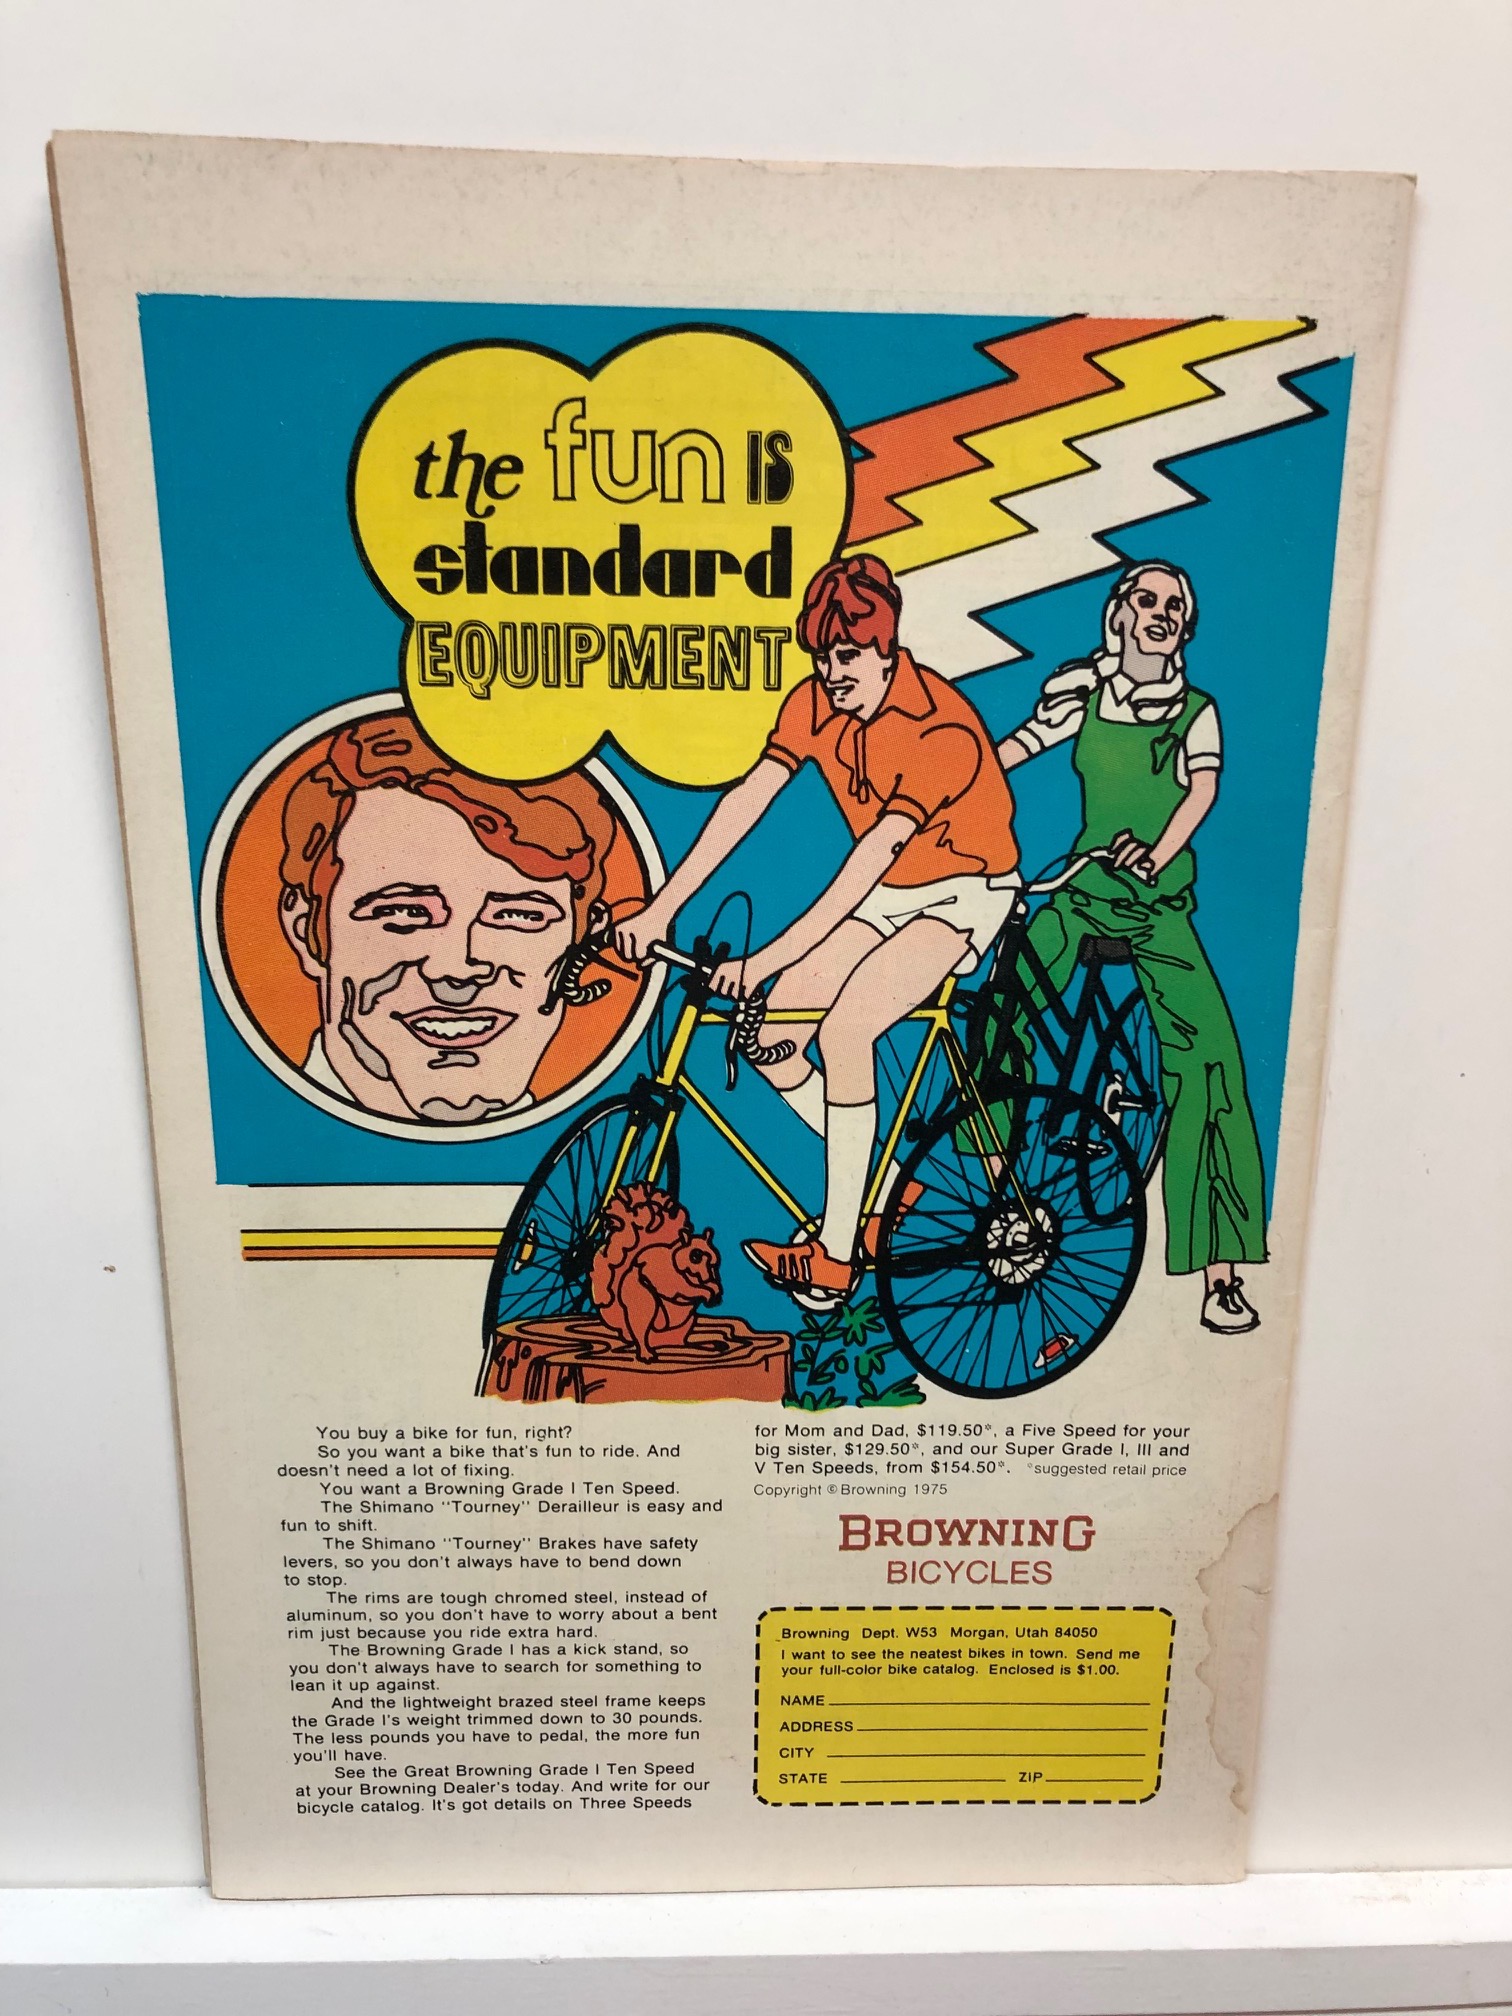 the fun IS
standard
EQUIPMENT
You buy a bike for fun, right?
So you want a bike that's fun to ride. And
doesn't need a lot of fixing.
You want a Browning Grade I Ten Speed.
The Shimano "Tourney" Derailleur is easy and
fun to shift.
The Shimano "Tourney" Brakes have safety
levers, so you don't always have to bend down
to stop.
The rims are tough chromed steel, instead of
aluminum, so you don't have to worry about a bent
rim just because you ride extra hard.
The Browning Grade I has a kick stand, so
you don't always have to search for something to
lean it up against.
And the lightweight brazed steel frame keeps
the Grade I's weight trimmed down to 30 pounds.
The less pounds you have to pedal, the more fun
you'll have.
See the Great Browning Grade I Ten Speed
at your Browning Dealer's today. And write for our
bicycle catalog. It's got details on Three Speeds
for Mom and Dad, $119.50*, a Five Speed for your
big sister, $129.50*, and our Super Grade I, III and
V Ten Speeds, from $154.50*. *suggested retail price
Copyright © Browning 1975
BROWNING
BICYCLES
Browning Dept. W53 Morgan, Utah 84050
I want to see the neatest bikes in town. Send me
your full-color bike catalog. Enclosed is $1.00.
NAME
ADDRESS
CITY
STATE ZIP